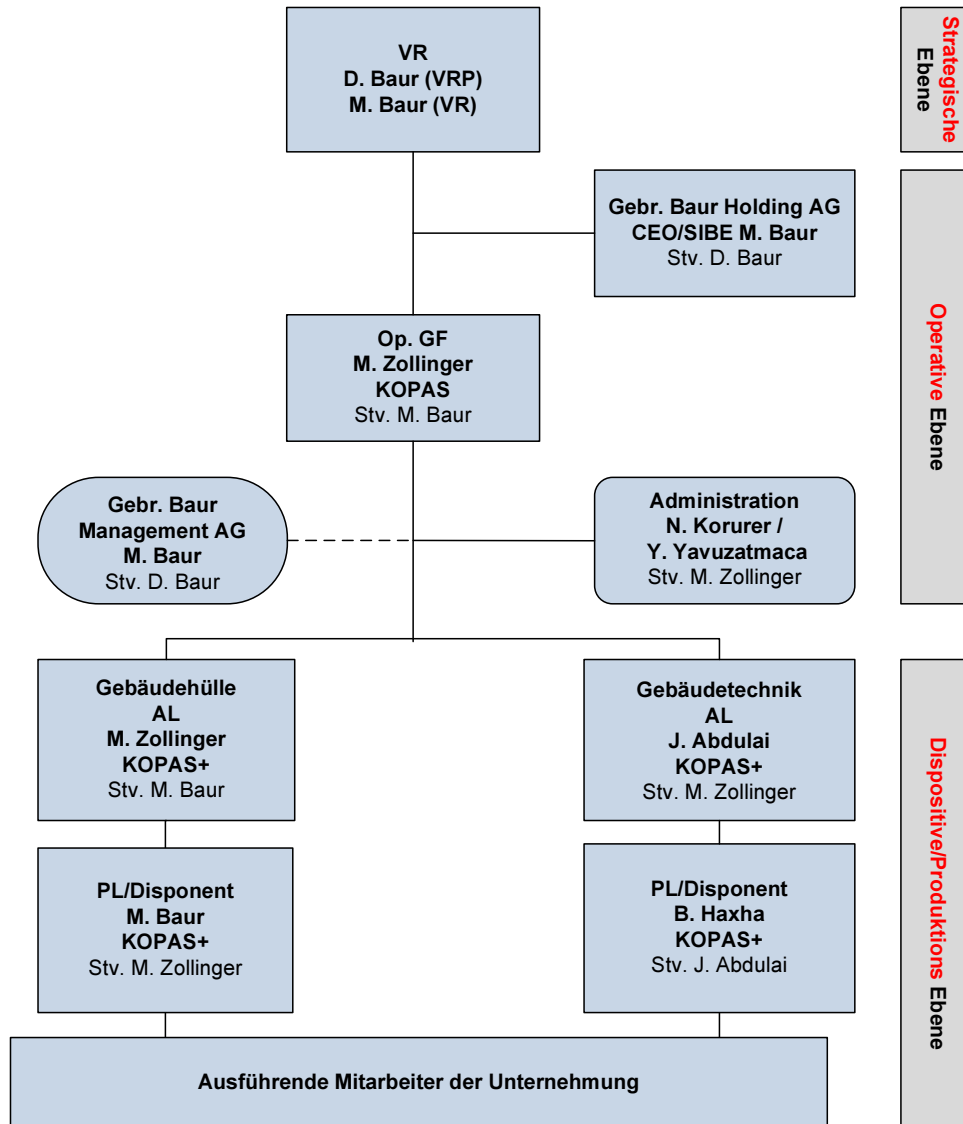 VR
D. Baur (VRP)
M. Baur (VR)
Strategische
Ebene
Gebr. Baur Holding AG
CEO/SIBE M. Baur
Stv. D. Baur
Op. GF
M. Zollinger
KOPAS
Stv. M. Baur
Operative Ebene
Gebr. Baur
Management AG
M. Baur
Stv. D. Baur
Administration
N. Korurer /
Y. Yavuzatmaca
Stv. M. Zollinger
Gebäudehülle
AL
M. Zollinger
KOPAS+
Stv. M. Baur
Gebäudetechnik
AL
J. Abdulai
KOPAS+
Stv. M. Zollinger
Dispositive/Produktions Ebene
PL/Disponent
M. Baur
KOPAS+
Stv. M. Zollinger
PL/Disponent
B. Haxha
KOPAS+
Stv. J. Abdulai
Ausführende Mitarbeiter der Unternehmung